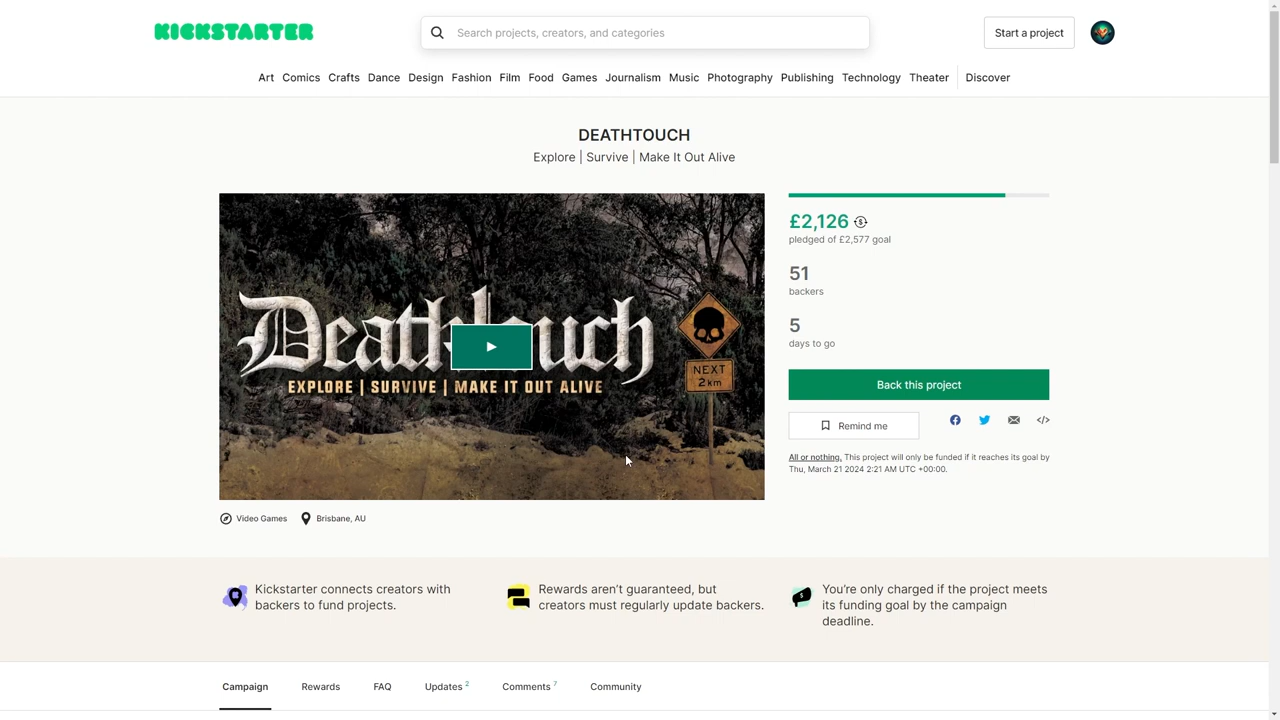 KICKSTARTER
Search projects, creators, and categories
Start a project
Art Comics Crafts Dance Design Fashion Film Food Games Journalism Music Photography Publishing Technology Theater Discover
DEATHTOUCH
Explore | Survive | Make It Out Alive
Deathtouch
EXPLORE | SURVIVE | MAKE IT OUT ALIVE
NEXT
2km
£2,126
pledged of £2,577 goal
51
backers
5
days to go
Back this project
Remind me
All or nothing. This project will only be funded if it reaches its goal by
Thu, March 21 2024 2:21 AM UTC +00:00.
Video Games Brisbane, AU
Kickstarter connects creators with
backers to fund projects.
Rewards aren’t guaranteed, but
creators must regularly update backers.
You’re only charged if the project meets
its funding goal by the campaign
deadline.
Campaign Rewards FAQ Updates 2 Comments 7 Community